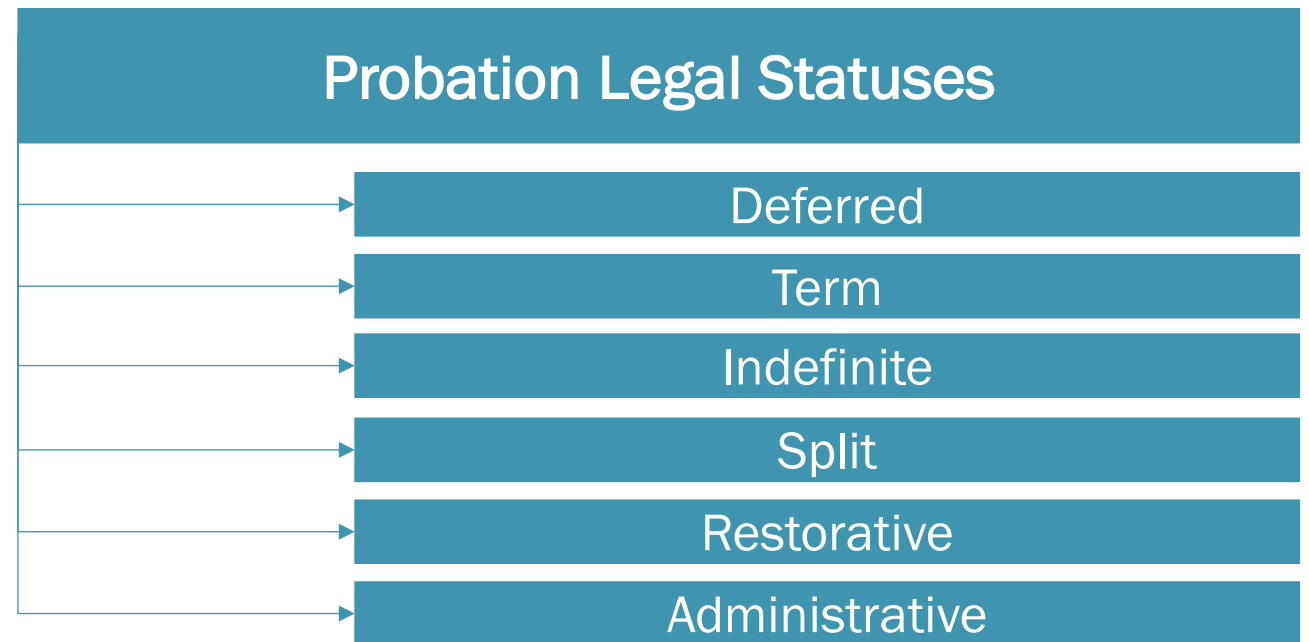 Probation Legal Statuses
Deferred
Term
Indefinite
Split
Restorative
Administrative